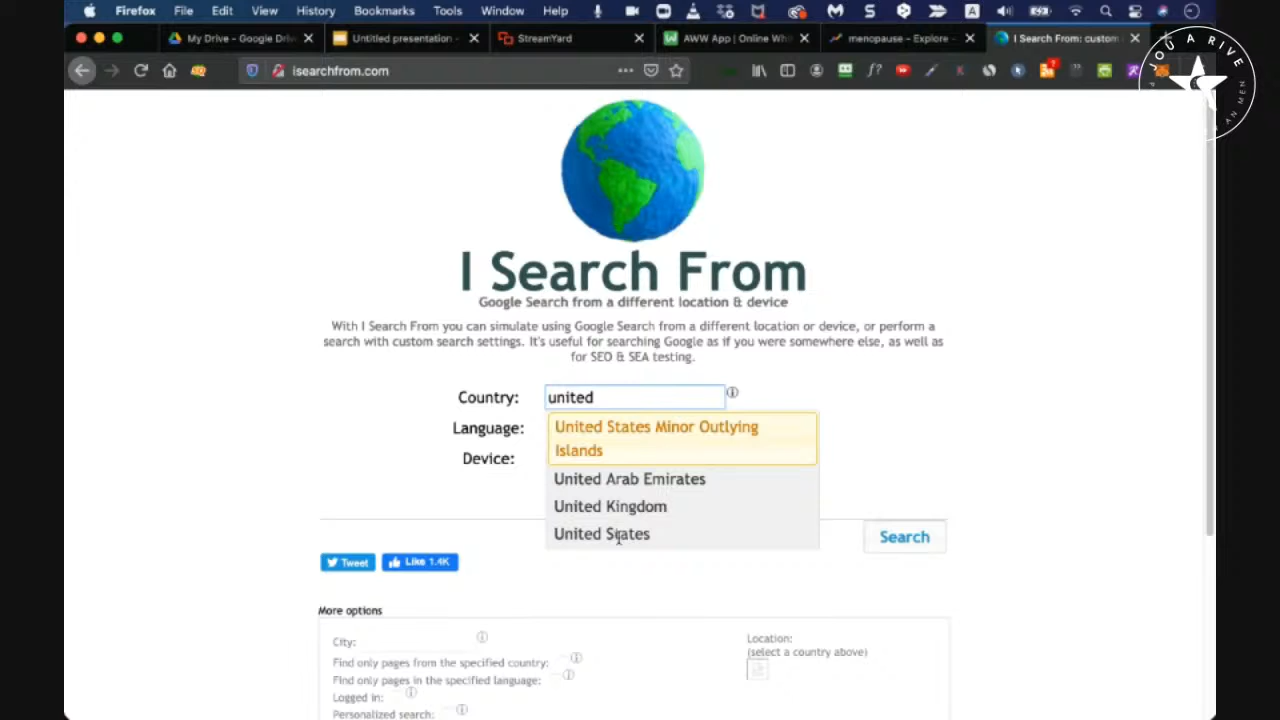 Firefox File Edit View History Bookmarks Tools Window Help
My Drive - Google Driv
Untitled presentation -
StreamYard
AWW App | Online Whi
menopause - Explore -
I Search From: custom
isearchfrom.com
I Search From
Google Search from a different location & device
With I Search From you can simulate using Google Search from a different location or device, or perform a
search with custom search settings. It's useful for searching Google as if you were somewhere else, as well as
for SEO & SEA testing.
Country: united
Language:
Device:
United States Minor Outlying
Islands
United Arab Emirates
United Kingdom
United States
Search
Tweet
Like 1.4K
More options
City:
Location:
(select a country above)
Find only pages from the specified country:
Find only pages in the specified language:
Logged in:
Personalized search: